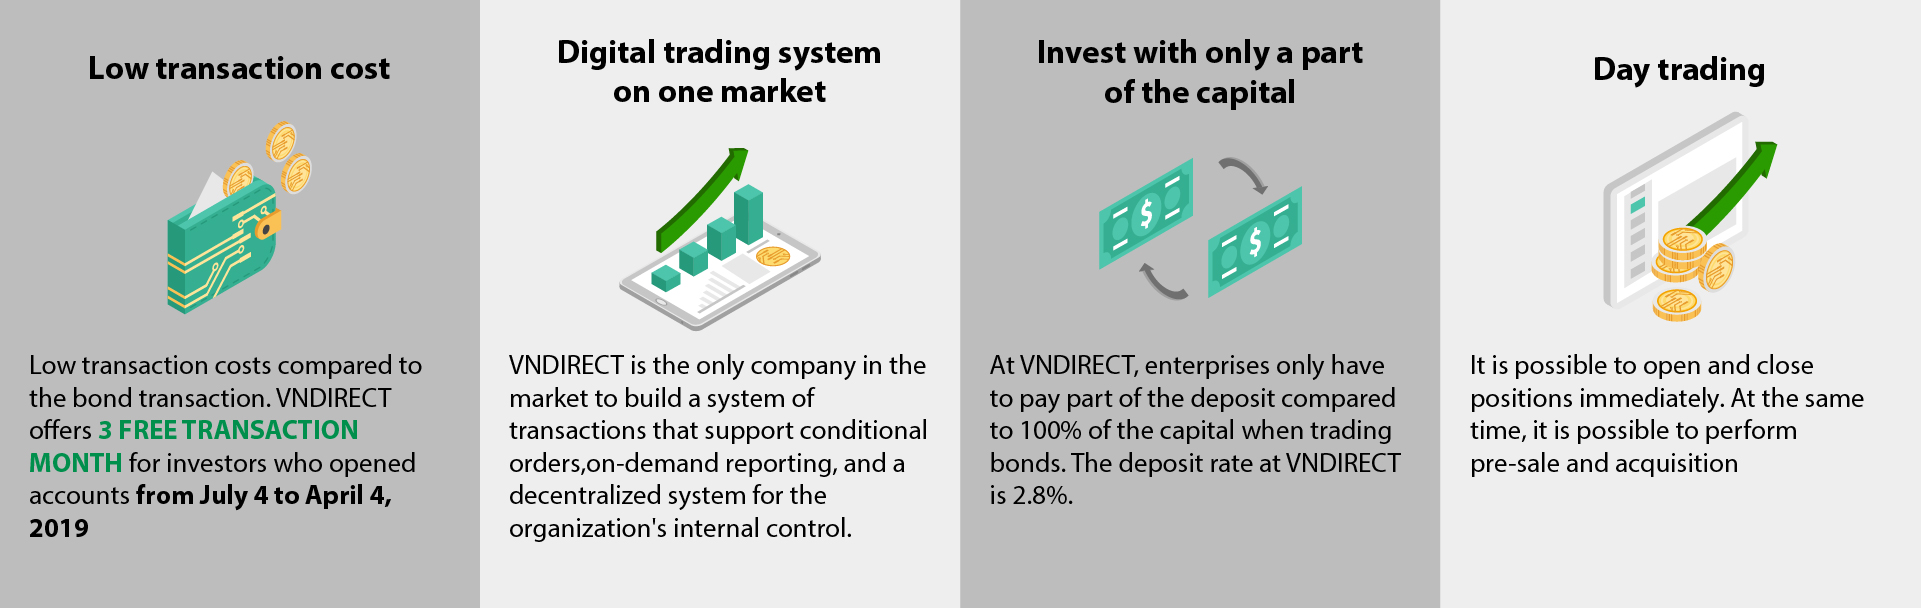 Low transaction cost
Low transaction costs compared to
the bond transaction. VNDIRECT
offers 3 FREE TRANSACTION
MONTH for investors who opened
accounts from July 4 to April 4,
2019
Digital trading system
on one market
VNDIRECT is the only company in the
market to build a system of
transactions that support conditional
orders,on-demand reporting, and a
decentralized system for the
organization's internal control.
Invest with only a part
of the capital
$
$
At VNDIRECT, enterprises only have
to pay part of the deposit compared
to 100% of the capital when trading
bonds. The deposit rate at VNDIRECT
is 2.8%.
Day trading
It is possible to open and close
positions immediately. At the same
time, it is possible to perform
pre-sale and acquisition